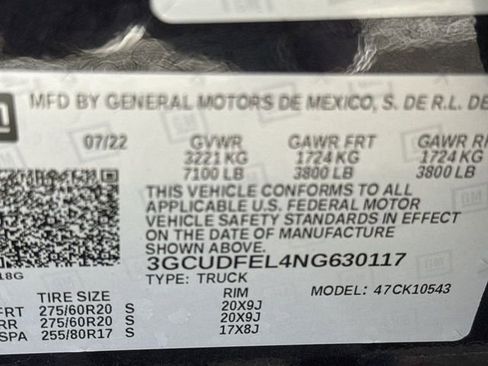 GM
MFD BY GENERAL MOTORS DE MEXICO, S. DE R.L. DE
07/22 GVWR GAWR FRT GAWR R
3221 KG 1724 KG 1724 KG
7100 LB 3800 LB 3800 LB
THIS VEHICLE CONFORMS TO ALL
APPLICABLE U.S. FEDERAL MOTOR
VEHICLE SAFETY STANDARDS IN EFFECT
ON THE DATE OF MANUFACTURE
SHOWN ABOVE.
3GCUDFEL4NG630117
18G TYPE: TRUCK
TIRE SIZE RIM MODEL: 47CK10543
FRT 275/60R20 S 20X9J
RR 275/60R20 S 20X9J
SPA 255/80R17 S 17X8J